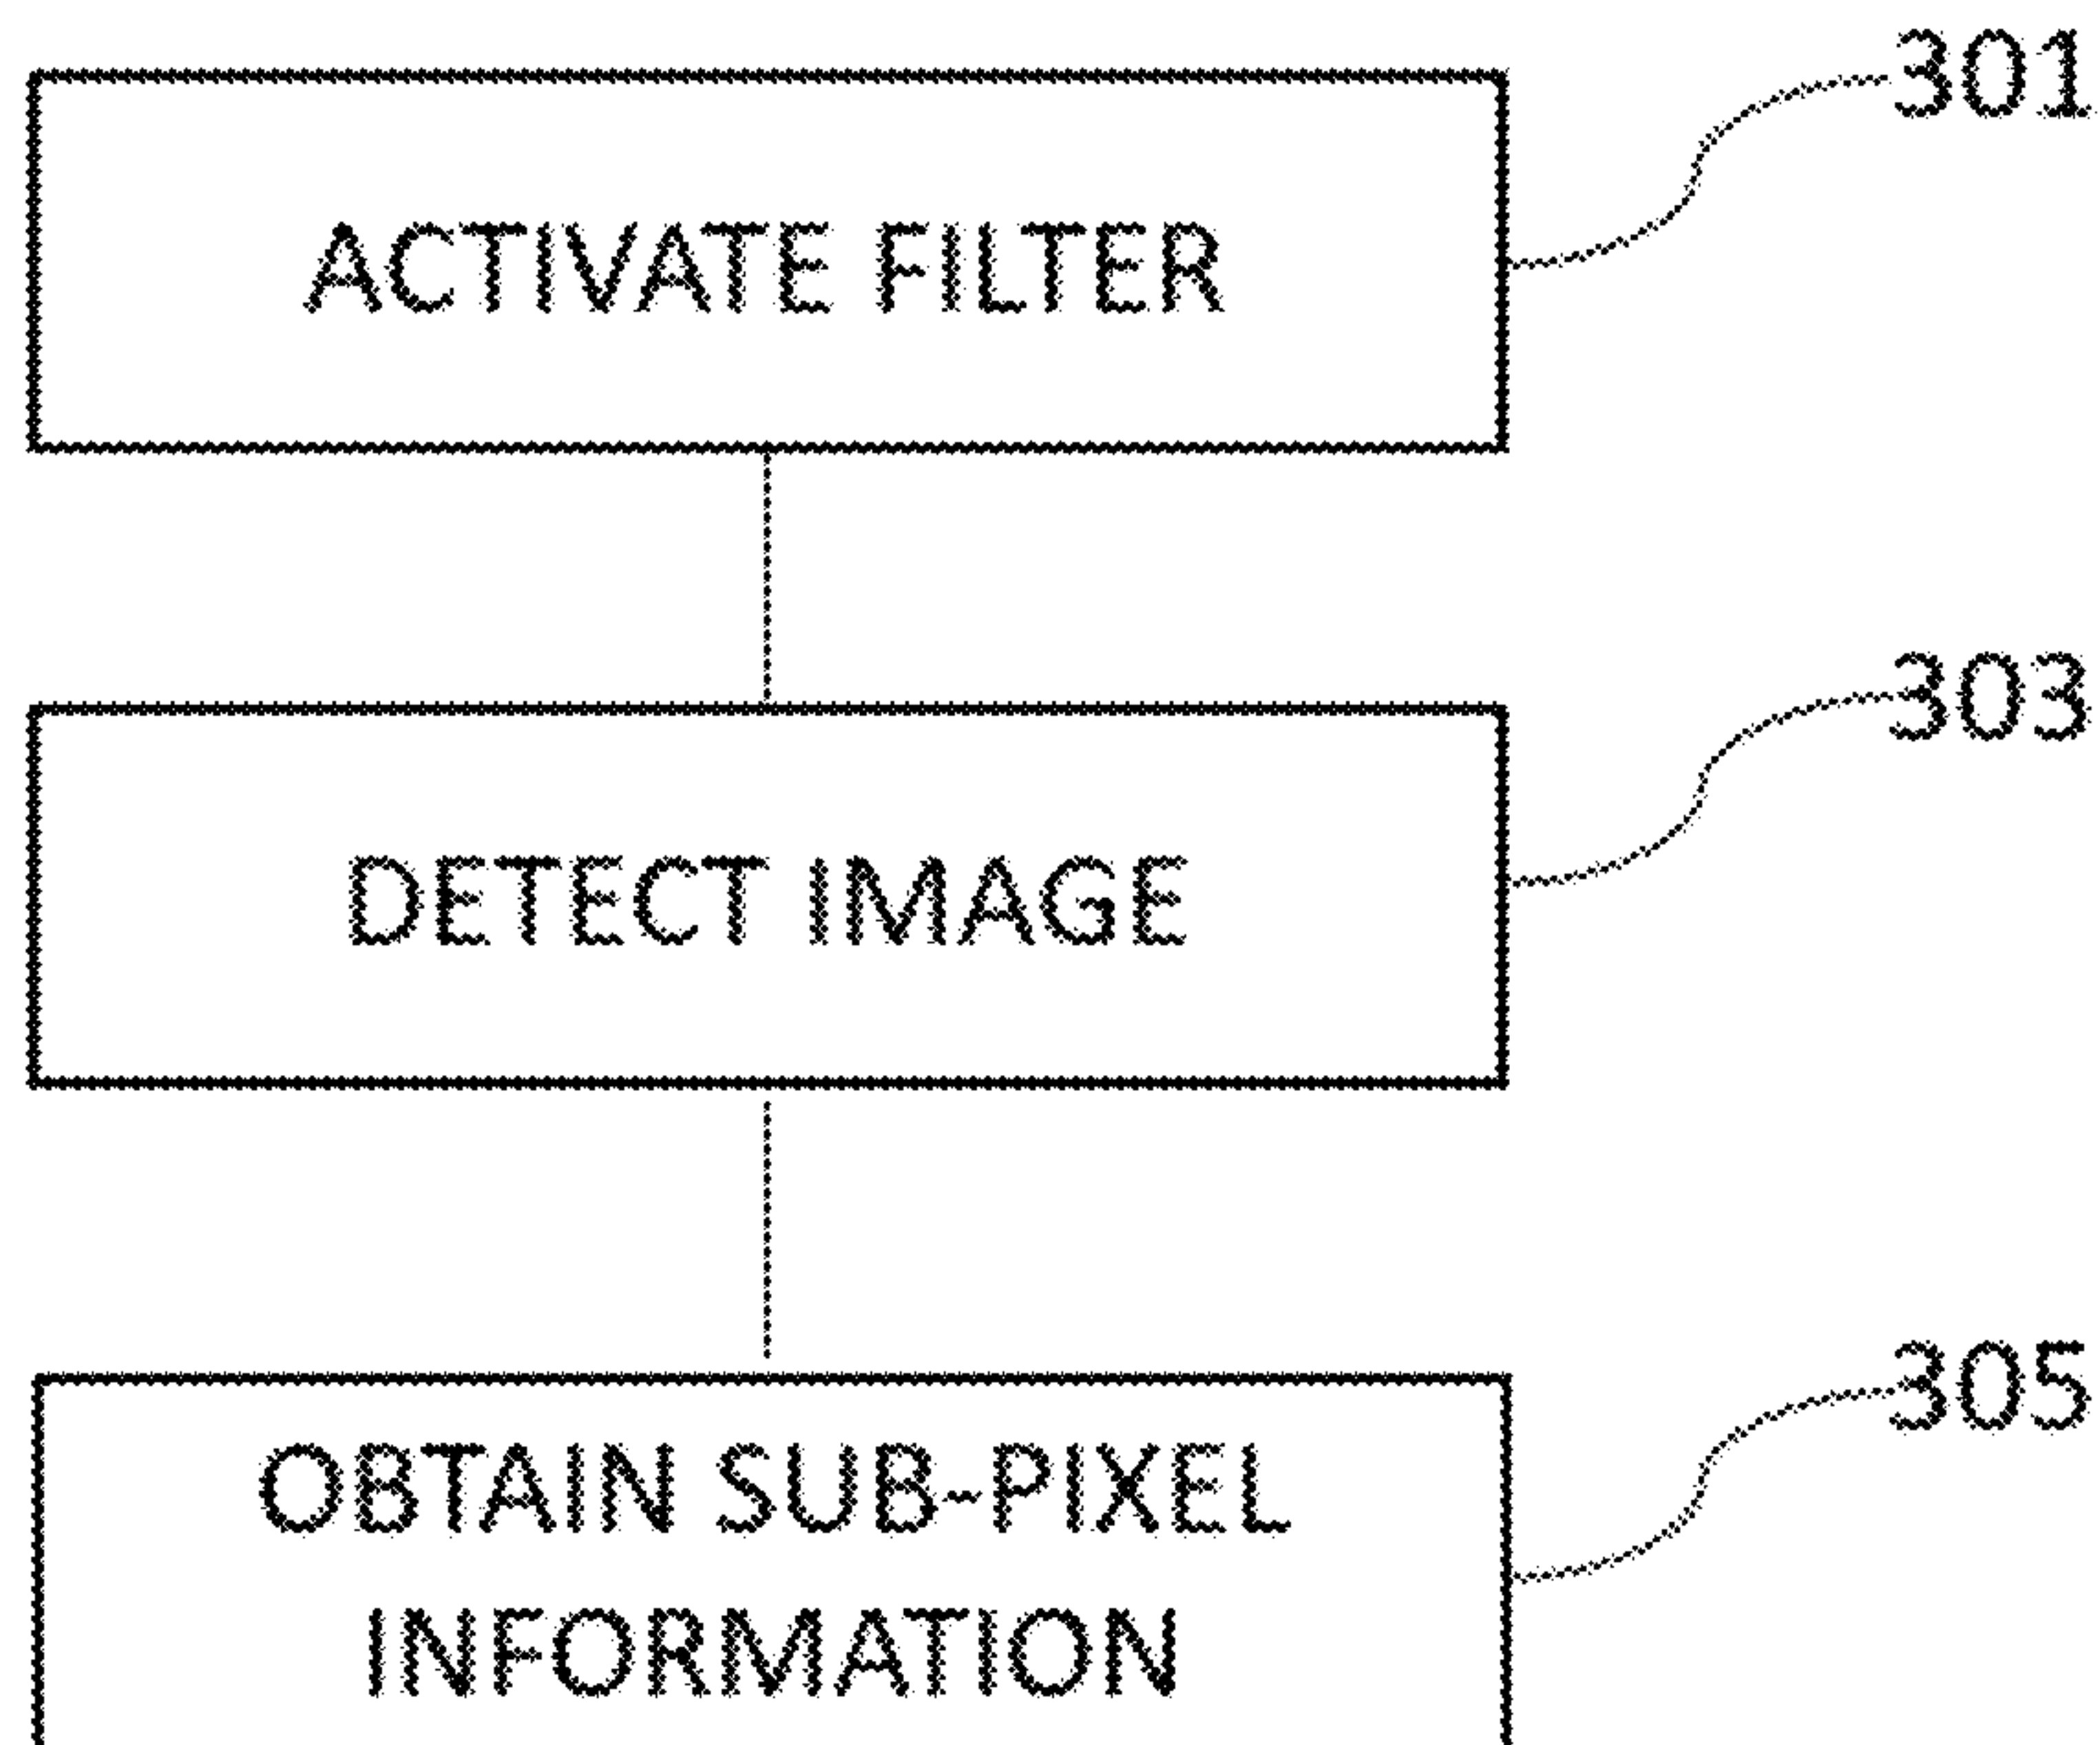 301
ACTIVATE FILTER
303
DETECT IMAGE
305
OBTAIN SUB-PIXEL
INFORMATION